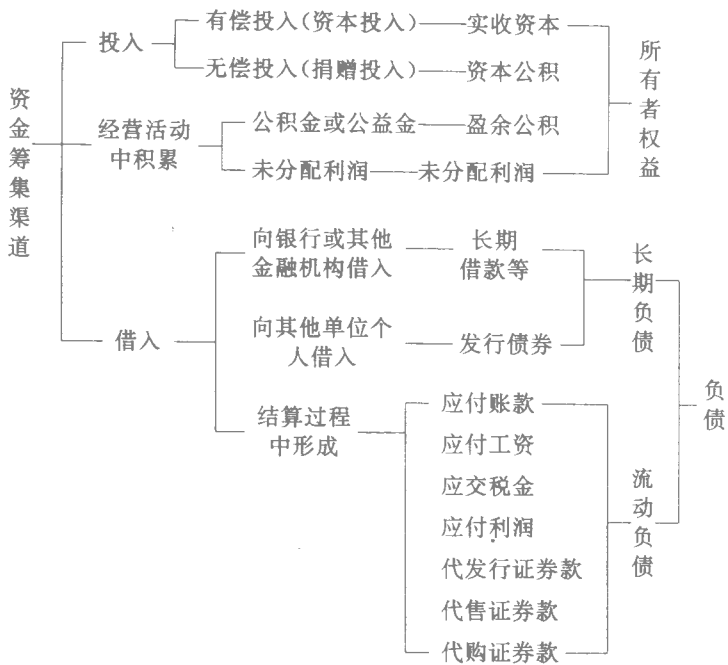 资金筹集渠道
投入
有偿投入(资本投入)
实收资本
无偿投入(捐赠投入)
资本公积
经营活动
中积累
公积金或公益金
盈余公积
未分配利润
未分配利润
所有者权益
借入
向银行或其他
金融机构借入
长期
借款等
向其他单位个
人借入
发行债券
长期负债
结算过程
中形成
应付账款
应付工资
应交税金
应付利润
代发行证券款
代售证券款
代购证券款
流动负债
负债